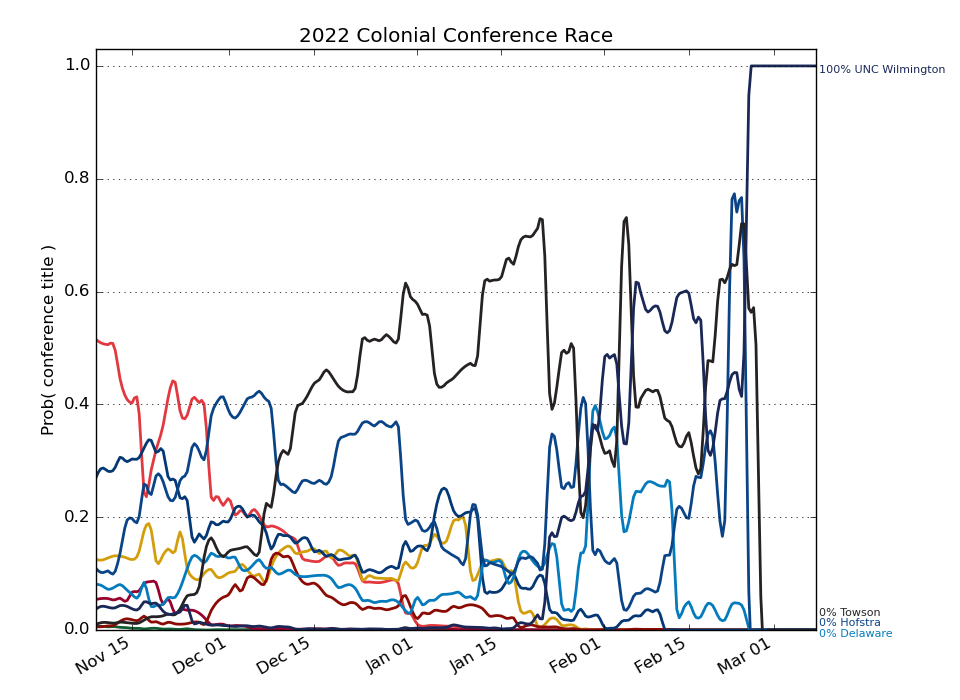 2022 Colonial Conference Race
Prob( conference title )
1.0
0.8
0.6
0.4
0.2
0.0
Nov 15
Dec 01
Dec 15
Jan 01
Jan 15
Feb 01
Feb 15
Mar 01
100% UNC Wilmington
0% Towson
0% Hofstra
0% Delaware